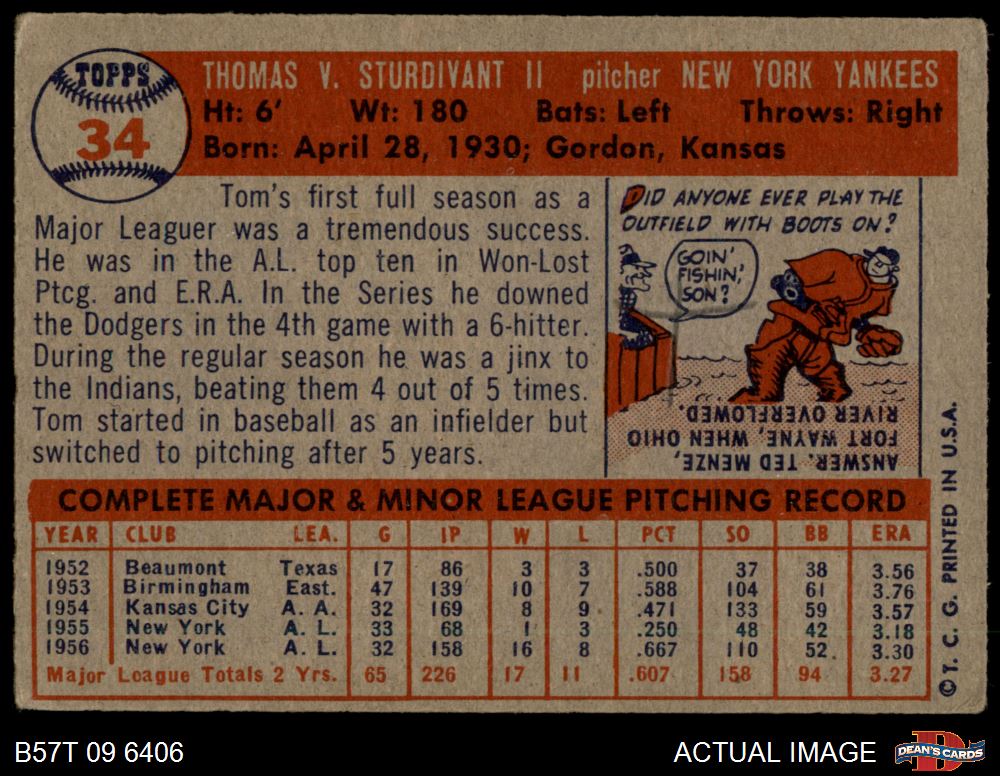 TOPPS
34
THOMAS V. STURDIVANT II pitcher NEW YORK YANKEES
Ht: 6' Wt: 180 Bats: Left Throws: Right
Born: April 28, 1930; Gordon, Kansas
Tom's first full season as a
Major Leaguer was a tremendous success.
He was in the A.L. top ten in Won-Lost
Ptcg. and E.R.A. In the Series he downed
the Dodgers in the 4th game with a 6-hitter.
During the regular season he was a jinx to
the Indians, beating them 4 out of 5 times.
Tom started in baseball as an infielder but
switched to pitching after 5 years.
DID ANYONE EVER PLAY THE
OUTFIELD WITH BOOTS ON?
GOIN'
FISHIN,'
SON?
ANSWER. TED MENZE,
FORT WAYNE, WHEN OHIO
RIVER OVERFLOWED.
COMPLETE MAJOR & MINOR LEAGUE PITCHING RECORD
YEAR CLUB LEA. G IP W L PCT SO BB ERA
1952 Beaumont Texas 17 86 3 3 .500 37 38 3.56
1953 Birmingham East. 47 139 10 7 .588 104 61 3.76
1954 Kansas City A. A. 32 169 8 9 .471 133 59 3.57
1955 New York A. L. 33 68 1 3 .250 48 42 3.18
1956 New York A. L. 32 158 16 8 .667 110 52 3.30
Major League Totals 2 Yrs. 65 226 17 11 .607 158 94 3.27
© T. C. G. PRINTED IN U.S.A.
B57T 09 6406
ACTUAL IMAGE
D
DEAN'S CARDS